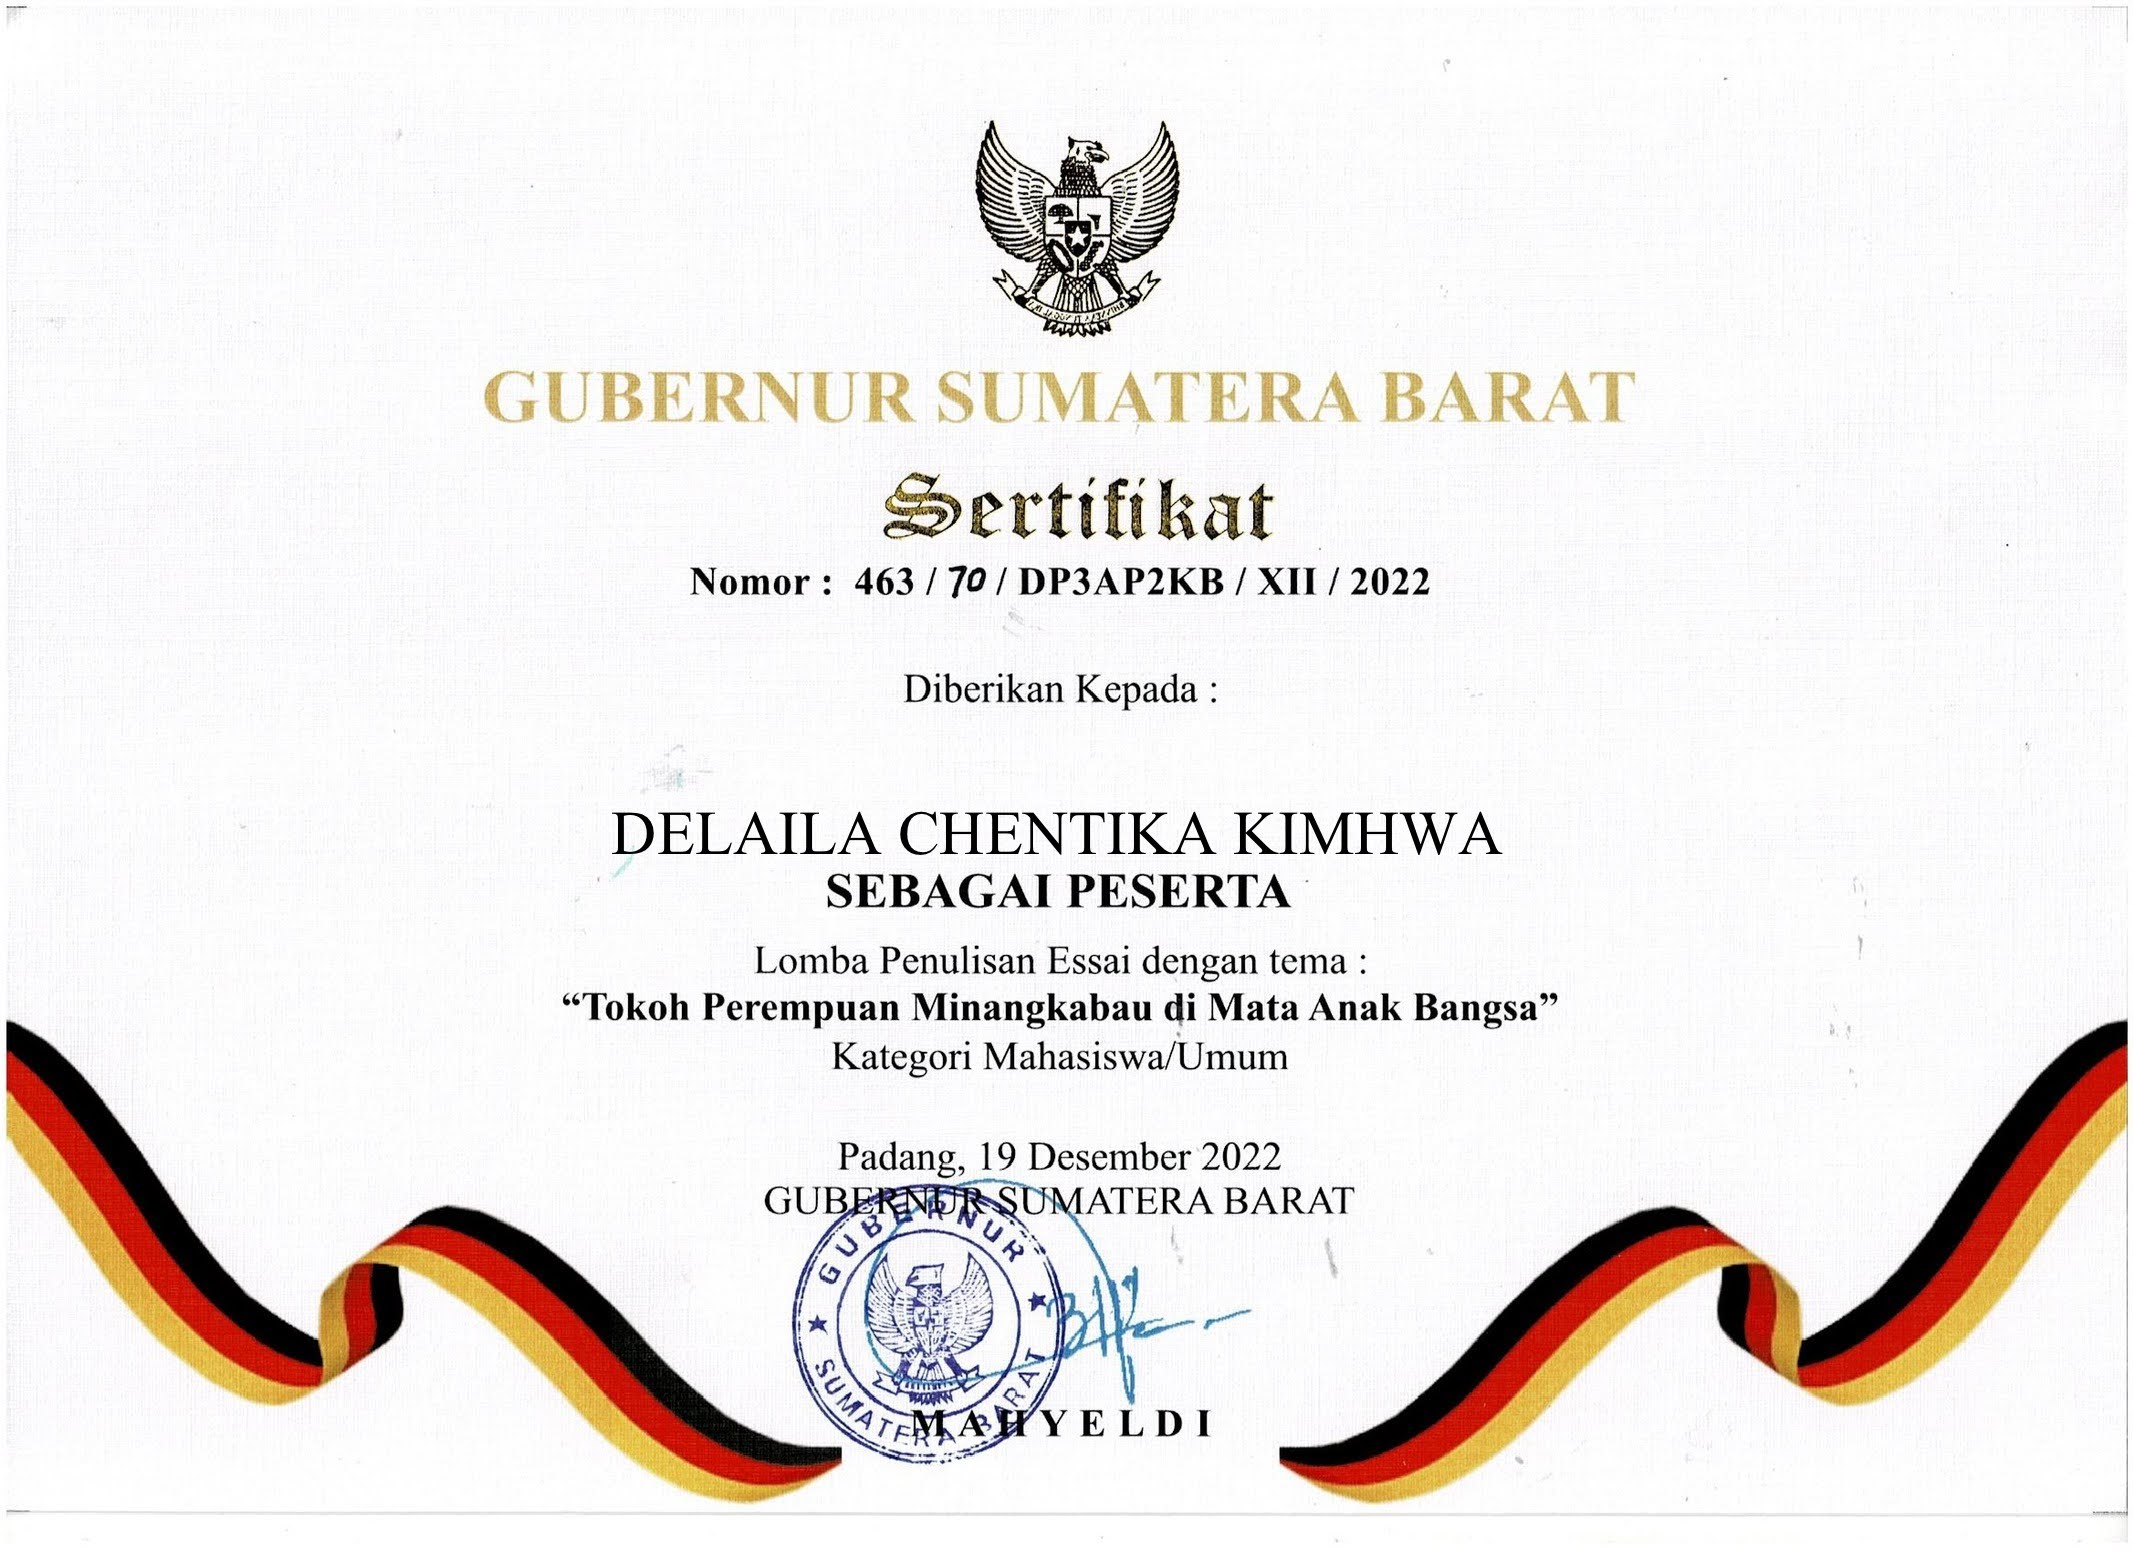 GUBERNUR SUMATERA BARAT
Sertifikat
Nomor : 463 / 70 / DP3AP2KB / XII / 2022
Diberikan Kepada :
DELAILA CHENTIKA KIMHWA
SEBAGAI PESERTA
Lomba Penulisan Essai dengan tema :
“Tokoh Perempuan Minangkabau di Mata Anak Bangsa”
Kategori Mahasiswa/Umum
Padang, 19 Desember 2022
GUBERNUR SUMATERA BARAT
GUBERNUR
SUMATERA BARAT
MAHYELDI